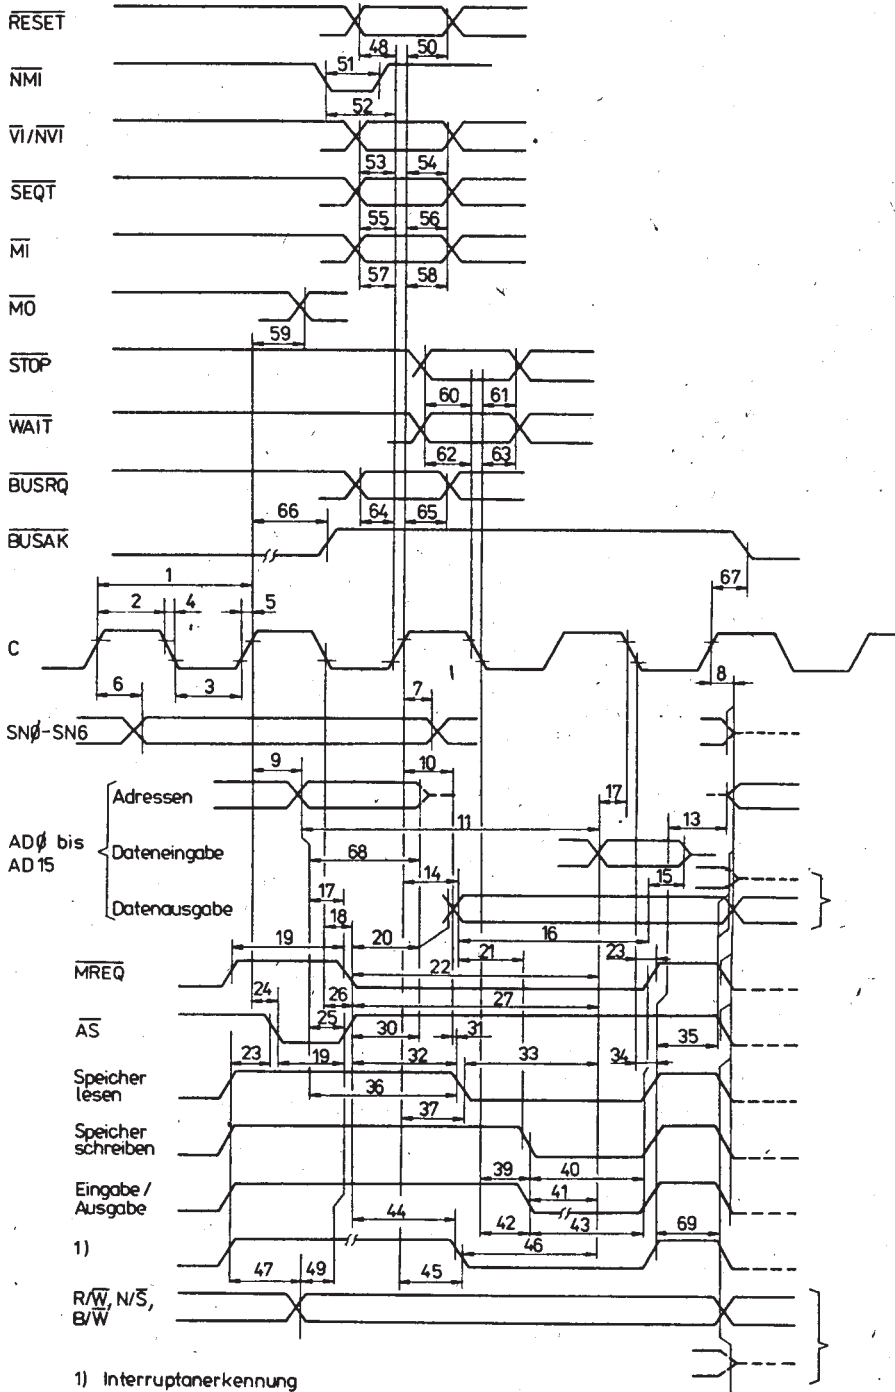 RESET
48 50
51
NMI
52
VI/NVI
53 54
SEQT
55 56
MI
57 58
MO
59
STOP
60 61
WAIT
62 63
BUSRQ
66 64 65
BUSAK
1 67
2 4 5
C
6 3 7 8
SNØ-SN6
9 10
Adressen 17
11 13
ADØ bis
AD15
Dateneingabe
68
14 15
17
Datenausgabe
18
19 20 16
21 23
MREQ
22
24 26 27
25
AS
30 31 35
23 19 32 33 34
Speicher
lesen
36
37
Speicher
schreiben
39 40
Eingabe/
Ausgabe
41
44 42 43 69
1)
46
47 49 45
R/W, N/S,
B/W
1) Interruptanerkennung